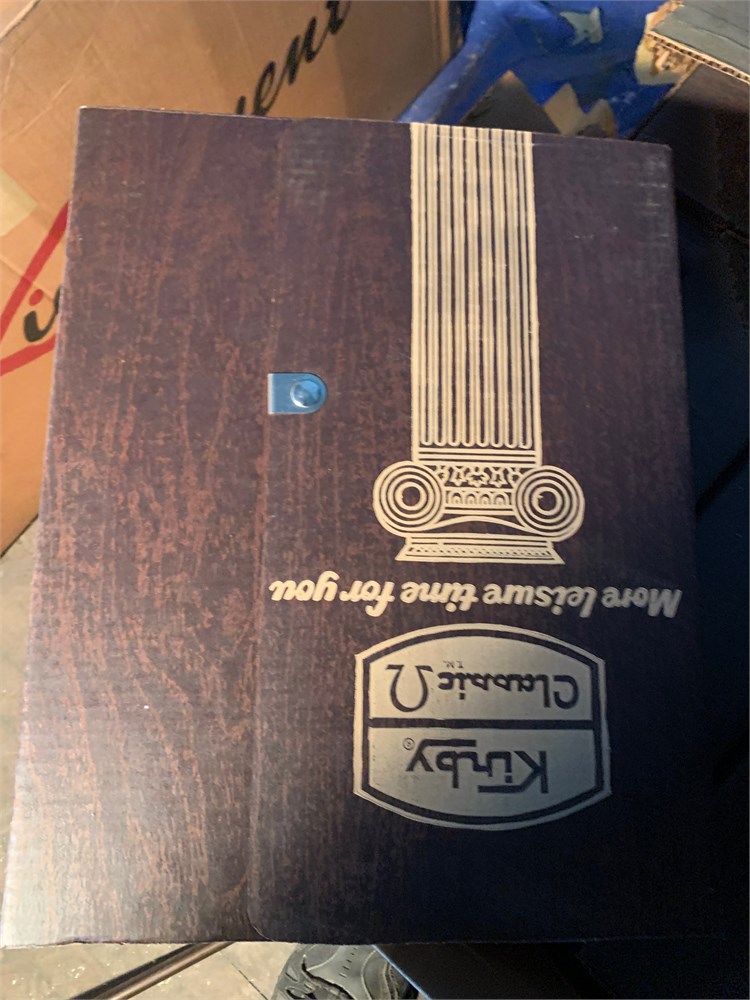 Kirby©
Classic Ω
T.M.
More leisure time for you